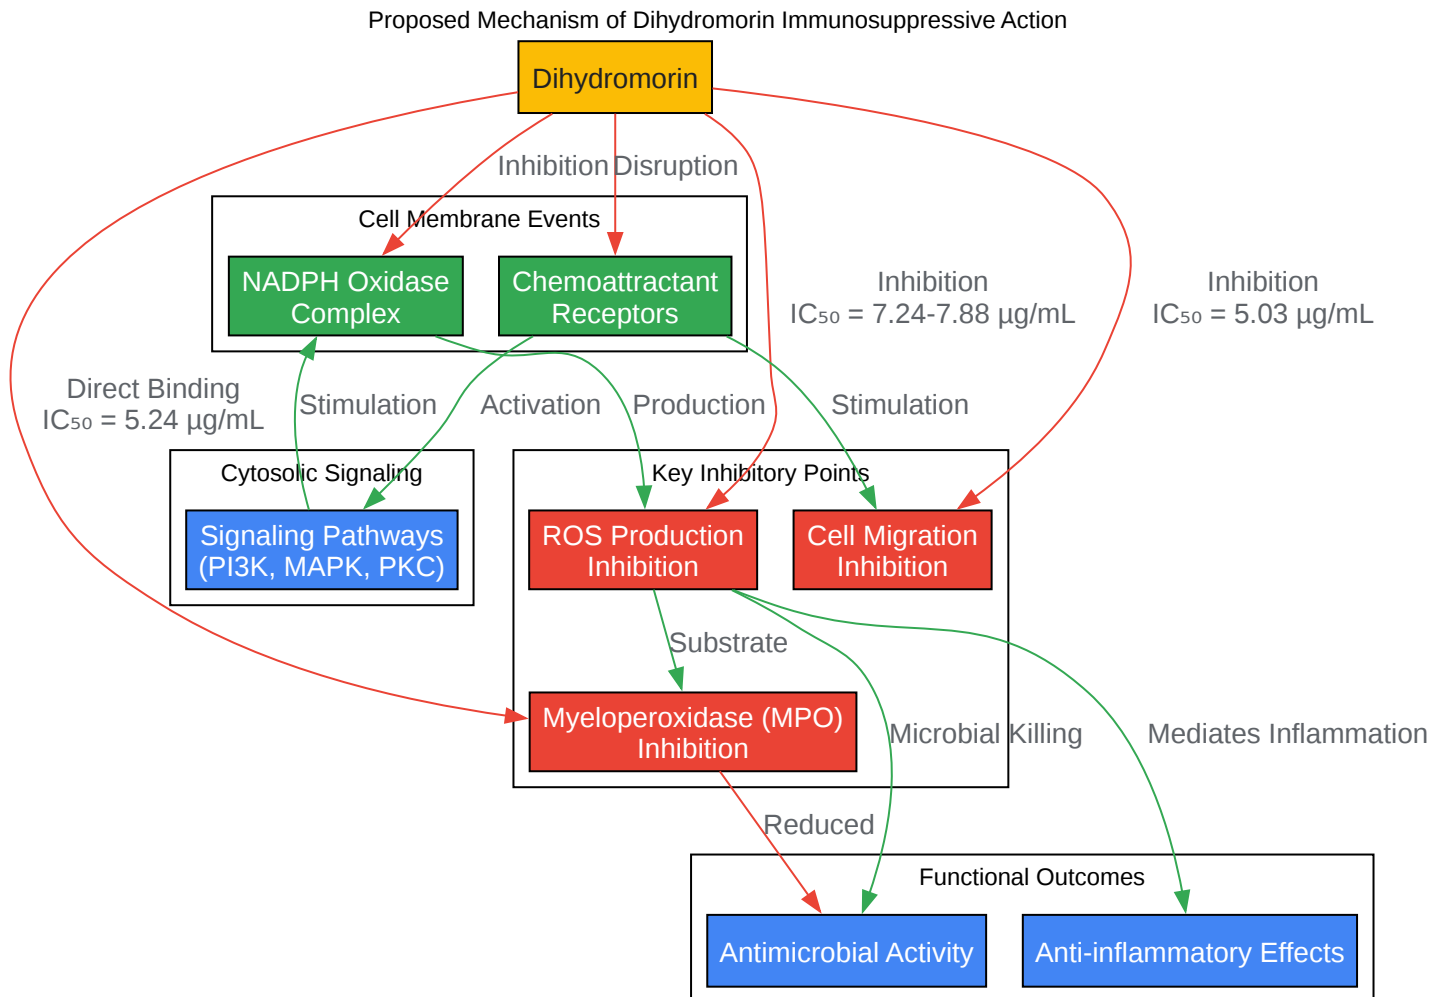 Proposed Mechanism of Dihydromorin Immunosuppressive Action
Dihydromorin
Inhibition
Disruption
Cell Membrane Events
NADPH Oxidase
Complex
Chemoattractant
Receptors
Inhibition
IC₅₀ = 7.24-7.88 µg/mL
Inhibition
IC₅₀ = 5.03 µg/mL
Direct Binding
IC₅₀ = 5.24 µg/mL
Stimulation
Activation
Production
Stimulation
Cytosolic Signaling
Signaling Pathways
(PI3K, MAPK, PKC)
Key Inhibitory Points
ROS Production
Inhibition
Cell Migration
Inhibition
Substrate
Myeloperoxidase (MPO)
Inhibition
Microbial Killing
Mediates Inflammation
Reduced
Functional Outcomes
Antimicrobial Activity
Anti-inflammatory Effects